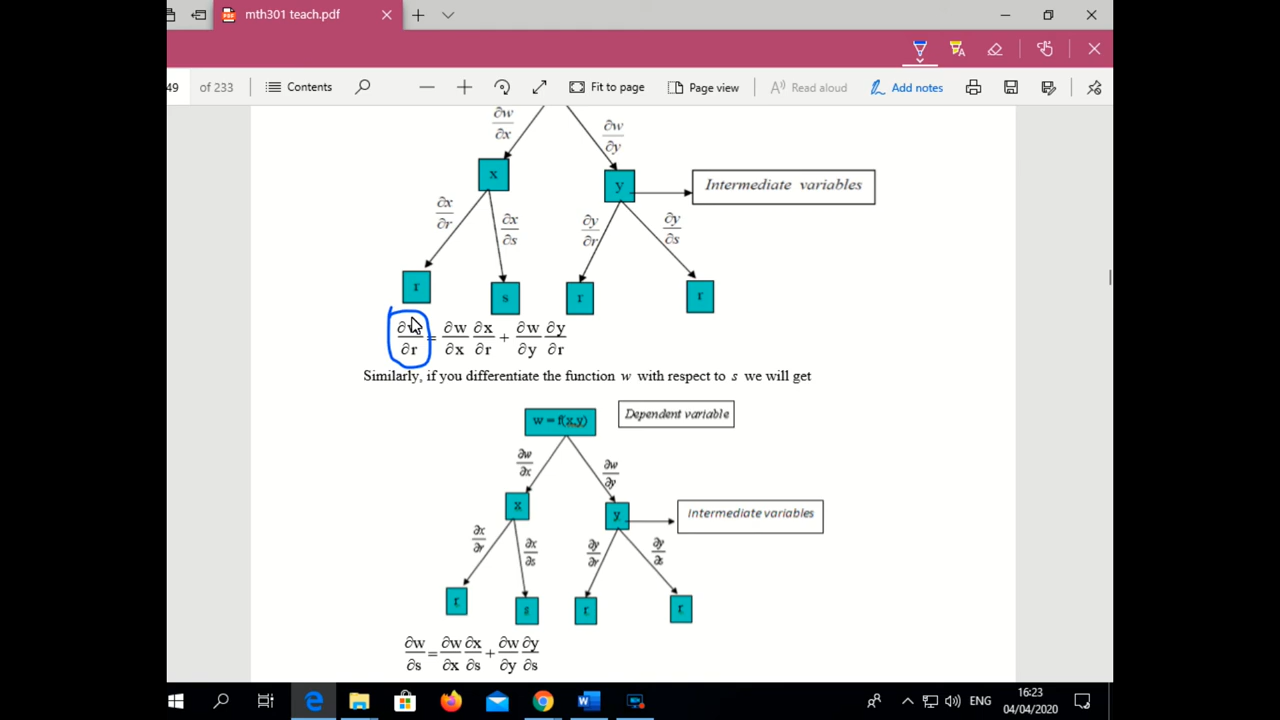 mth301 teach.pdf
49 of 233 Contents Fit to page Page view Read aloud Add notes
∂w/∂x ∂w/∂y
x y Intermediate variables
∂x/∂r ∂x/∂s ∂y/∂r ∂y/∂s
r s r r
∂w/∂r = ∂w/∂x ∂x/∂r + ∂w/∂y ∂y/∂r
Similarly, if you differentiate the function w with respect to s we will get
w = f(x,y) Dependent variable
∂w/∂x ∂w/∂y
x y Intermediate variables
∂x/∂r ∂x/∂s ∂y/∂r ∂y/∂s
r s r r
∂w/∂s = ∂w/∂x ∂x/∂s + ∂w/∂y ∂y/∂s
ENG 16:23
04/04/2020